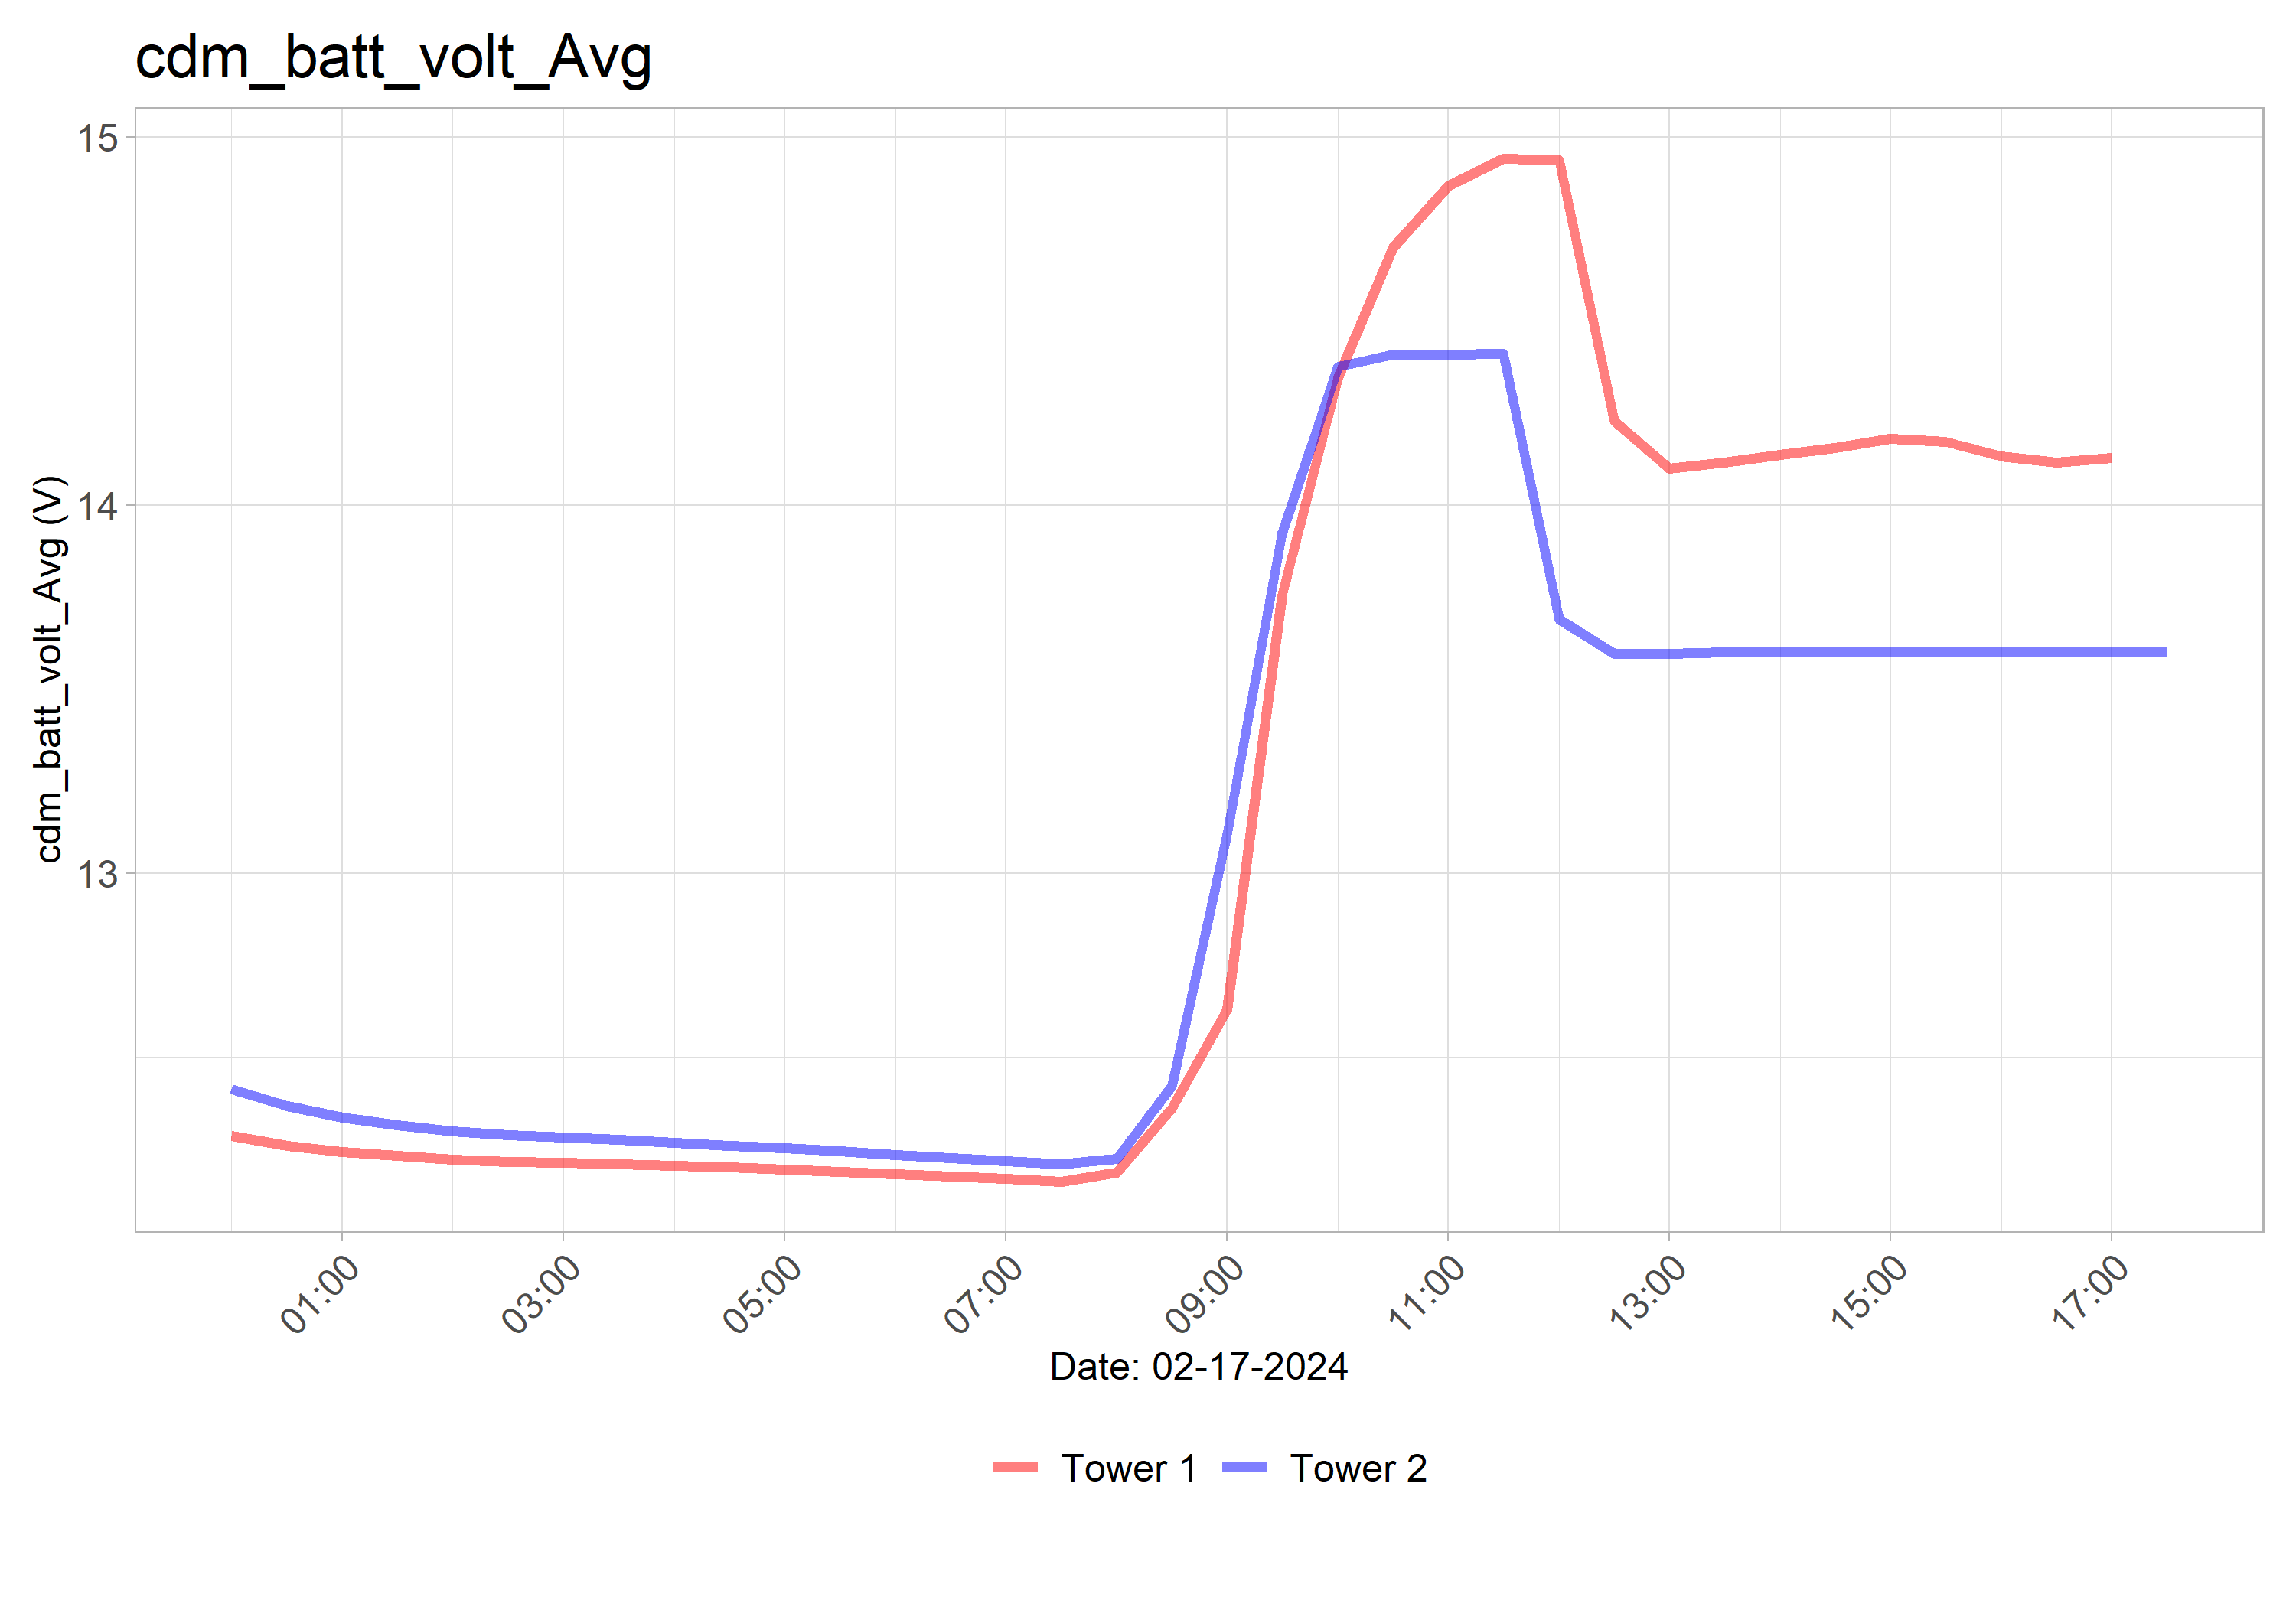 cdm_batt_volt_Avg
15
14
13
cdm_batt_volt_Avg (V)
01:00
03:00
05:00
07:00
09:00
11:00
13:00
15:00
17:00
Date: 02-17-2024
Tower 1
Tower 2